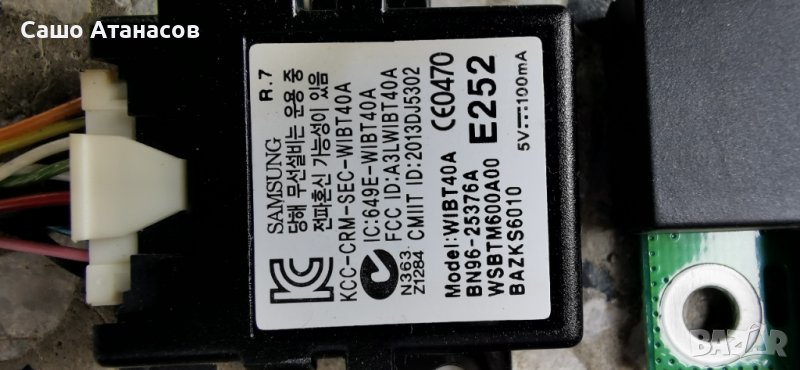 Сашо Атанасов
SAMSUNG R.7
당해 무선설비는 운용 중
전파혼신 가능성이 있음
KCC-CRM-SEC-WIBT40A
IC:649E-WIBT40A
FCC ID:A3LWIBT40A
CMIIT ID:2013DJ5302
N363
Z1284
CE0470
Model:WIBT40A
BN96-25376A
WSBTM600A00
BAZKS6010
E252
5V⎓100mA
BAZAR